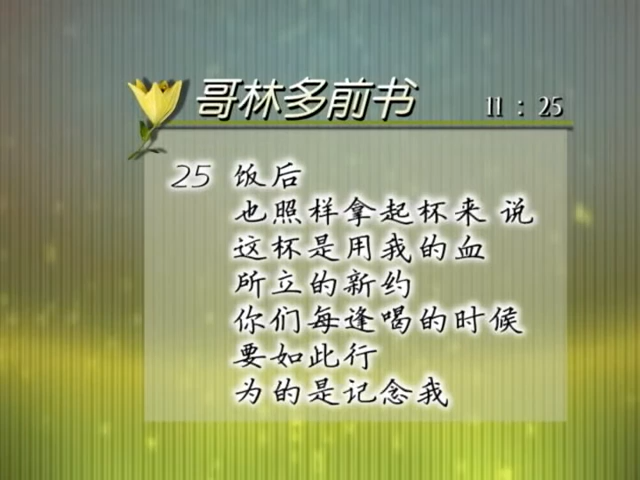 哥林多前书 11：25
25 饭后
也照样拿起杯来 说
这杯是用我的血
所立的新约
你们每逢喝的时候
要如此行
为的是记念我